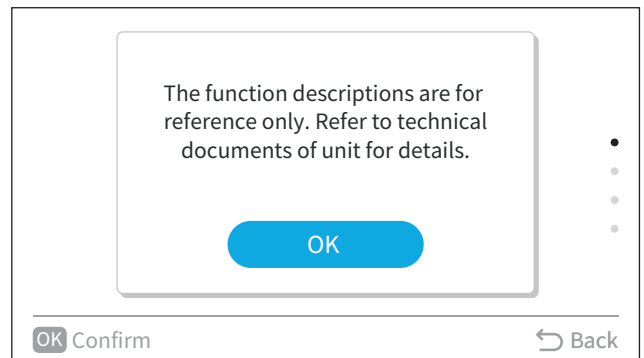 The function descriptions are for
reference only. Refer to technical
documents of unit for details.
OK
OK Confirm
Back